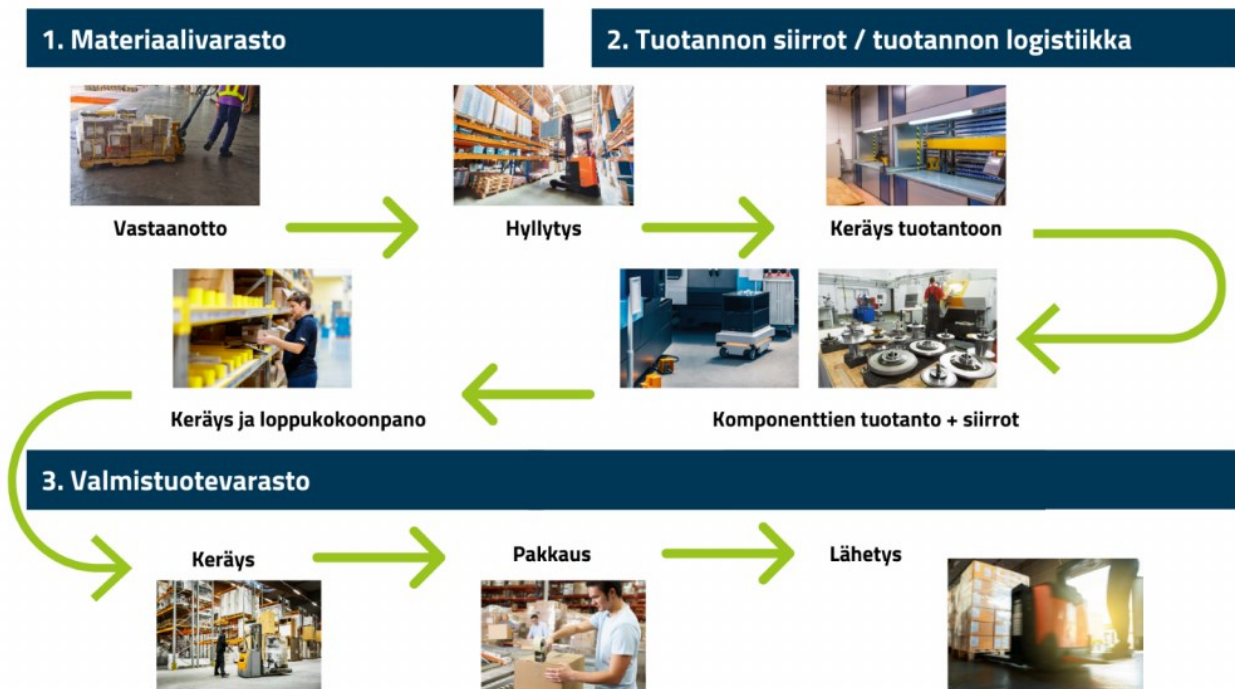 1. Materiaalivarasto
2. Tuotannon siirrot / tuotannon logistiikka
Vastaanotto
Hyllytys
Keräys tuotantoon
Keräys ja loppukokoonpano
Komponenttien tuotanto + siirrot
3. Valmistuotevarasto
Keräys
Pakkaus
Lähetys